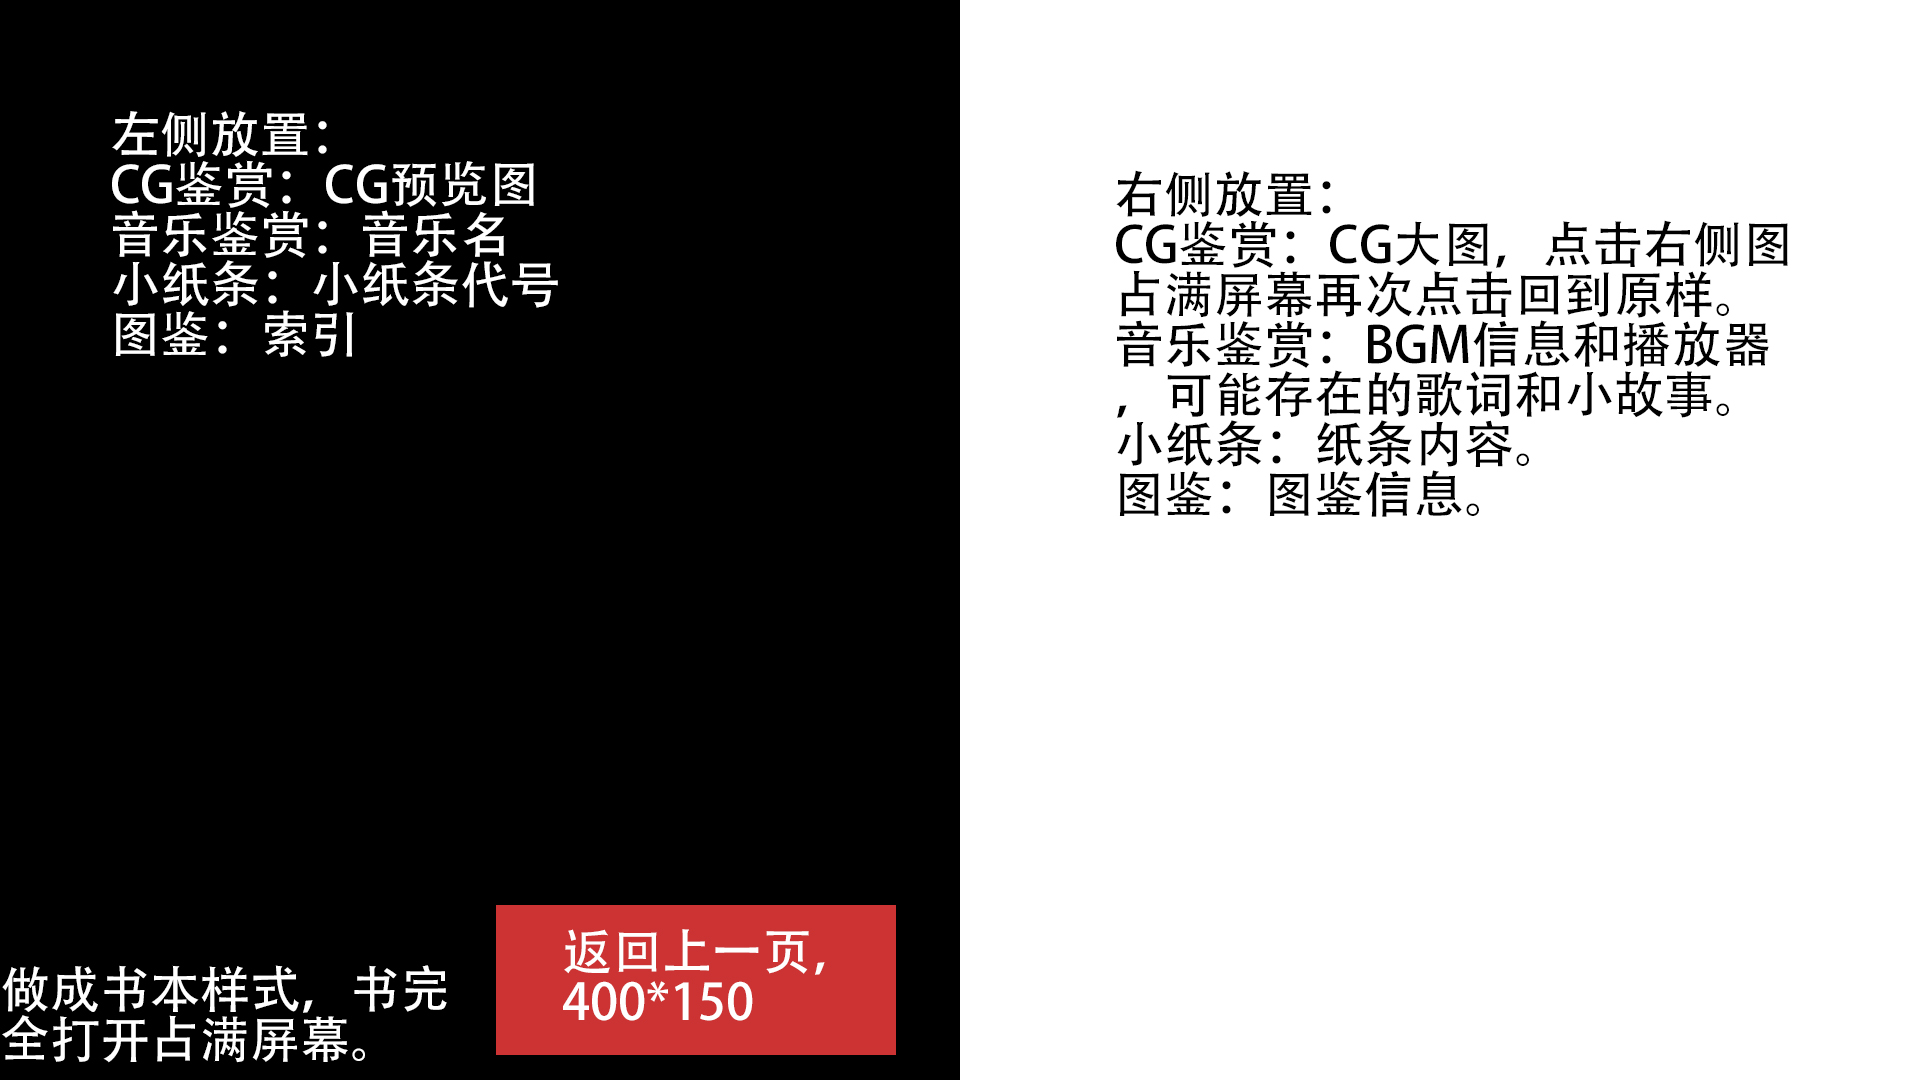 左侧放置：
CG鉴赏：CG预览图
音乐鉴赏：音乐名
小纸条：小纸条代号
图鉴：索引
右侧放置：
CG鉴赏：CG大图，点击右侧图
占满屏幕再次点击回到原样。
音乐鉴赏：BGM信息和播放器
，可能存在的歌词和小故事。
小纸条：纸条内容。
图鉴：图鉴信息。
返回上一页，
400*150
做成书本样式，书完
全打开占满屏幕。